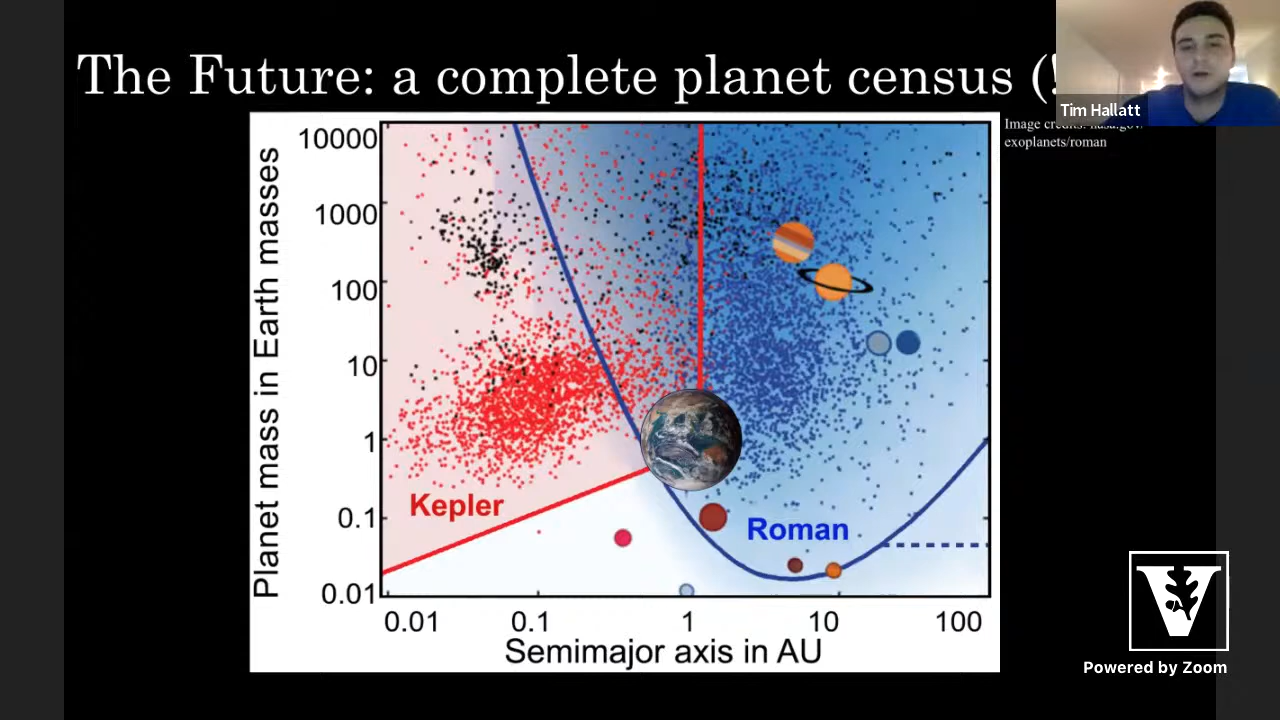 The Future: a complete planet census (!
Tim Hallatt
Image credits: nasa.gov/
exoplanets/roman
Planet mass in Earth masses
10000
1000
100
10
1
0.1
0.01
Kepler
Roman
0.01 0.1 1 10 100
Semimajor axis in AU
V
Powered by Zoom